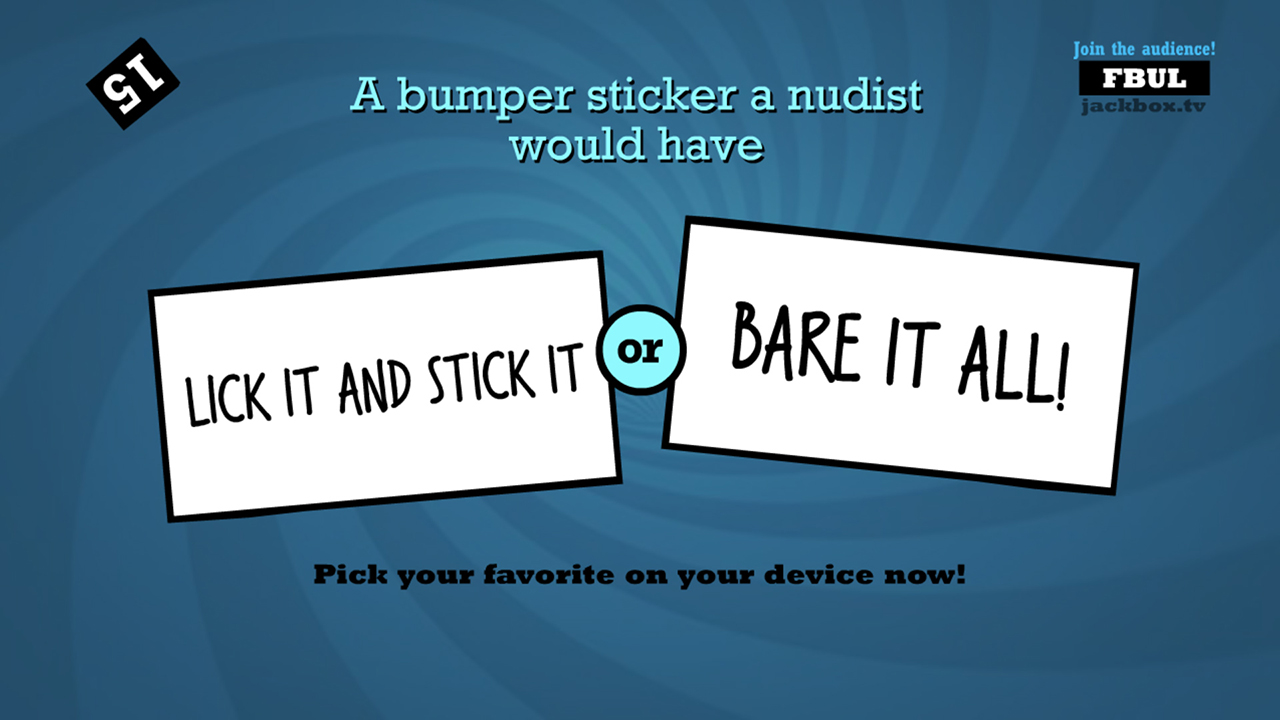 15
Join the audience!
FBUL
jackbox.tv
A bumper sticker a nudist
would have
LICK IT AND STICK IT
or
BARE IT ALL!
Pick your favorite on your device now!